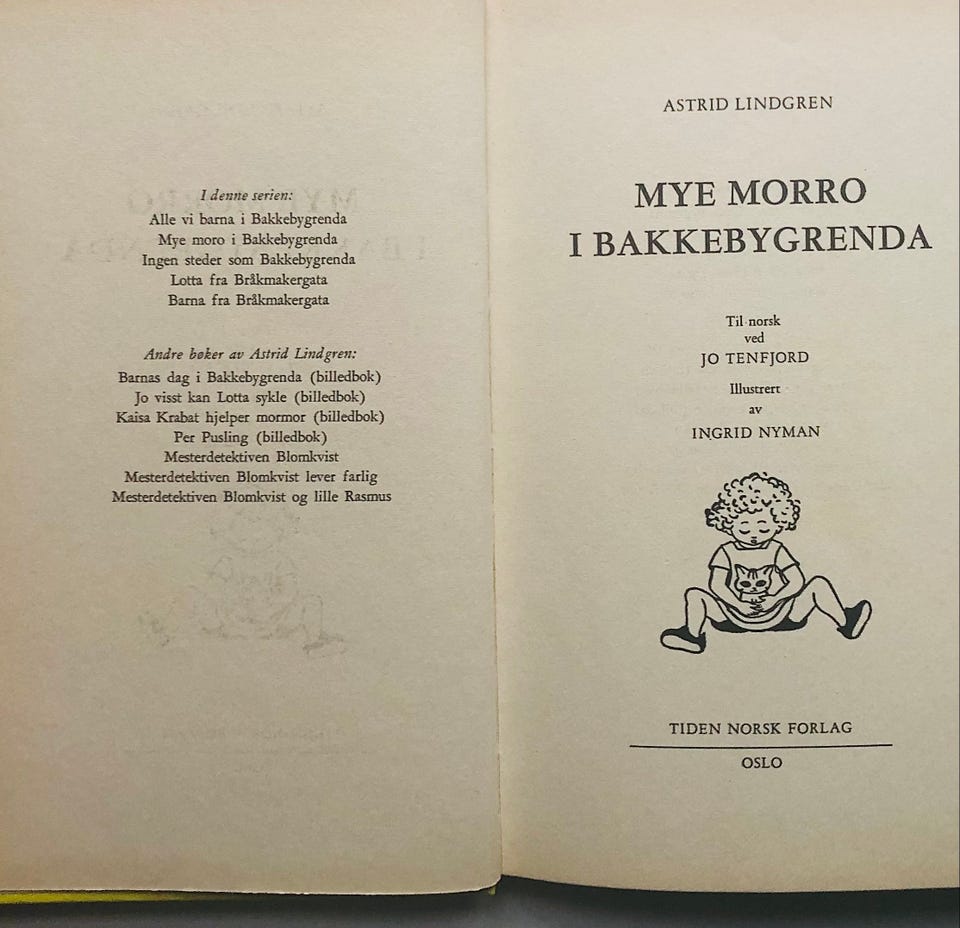 I denne serien:
Alle vi barna i Bakkebygrenda
Mye moro i Bakkebygrenda
Ingen steder som Bakkebygrenda
Lotta fra Bråkmakergata
Barna fra Bråkmakergata
Andre bøker av Astrid Lindgren:
Barnas dag i Bakkebygrenda (billedbok)
Jo visst kan Lotta sykle (billedbok)
Kaisa Krabat hjelper mormor (billedbok)
Per Pusling (billedbok)
Mesterdetektiven Blomkvist
Mesterdetektiven Blomkvist lever farlig
Mesterdetektiven Blomkvist og lille Rasmus
ASTRID LINDGREN
MYE MORRO
I BAKKEBYGRENDA
Til norsk
ved
JO TENFJORD
Illustrert
av
INGRID NYMAN
TIDEN NORSK FORLAG
OSLO